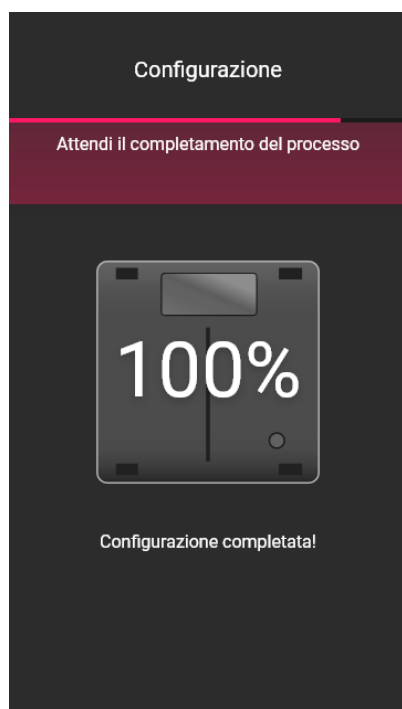 Configurazione
Attendi il completamento del processo
100%
Configurazione completata!